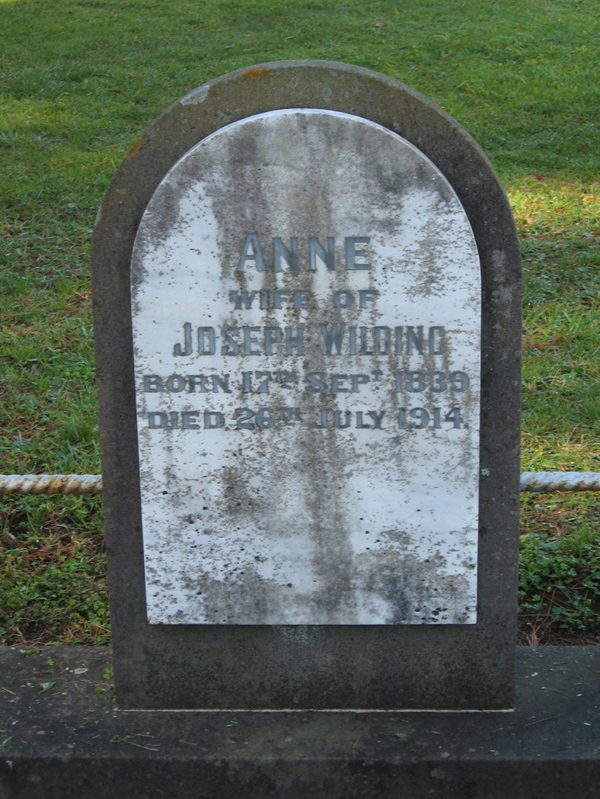 ANNE
WIFE OF
JOSEPH WILDING
BORN 17TH SEPT 1839
DIED 26TH JULY 1914.